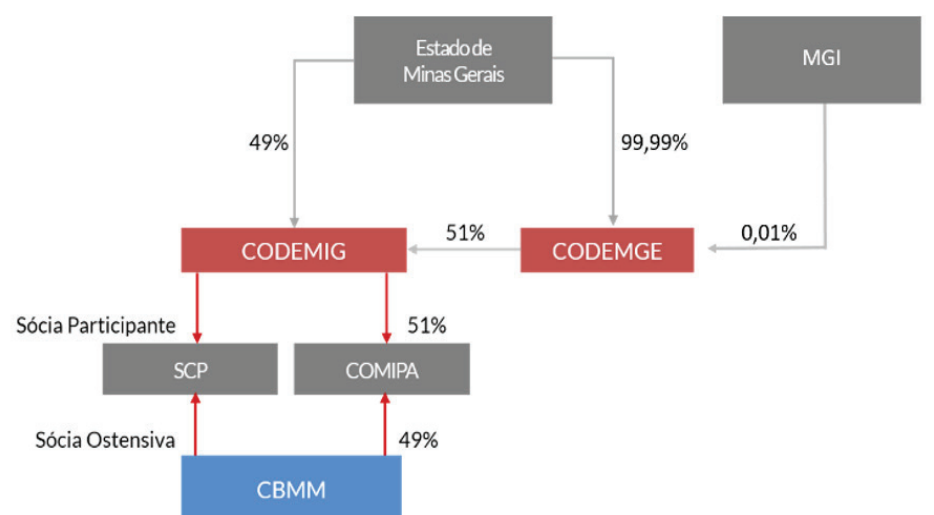 Estado de
Minas Gerais
MGI
49%
99,99%
CODEMIG
51%
CODEMGE
0,01%
Sócia Participante
51%
SCP
COMIPA
Sócia Ostensiva
49%
CBMM